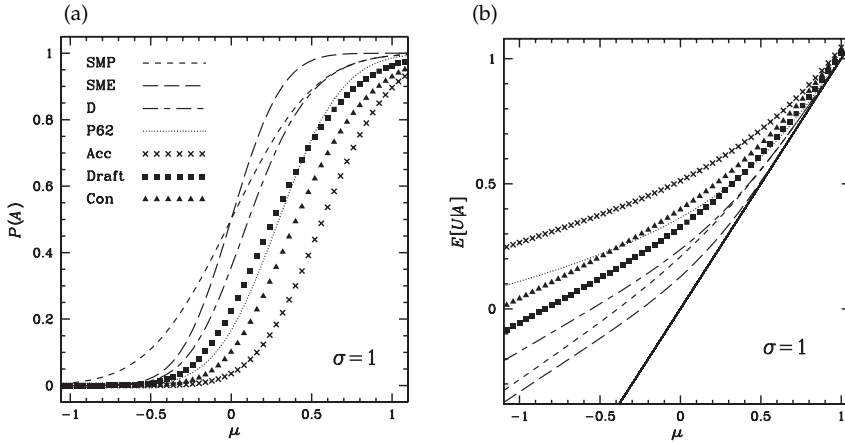 (a)
(b)
1
0.8
0.6
0.4
0.2
0
P(A)
SMP
SME
D
P62
Acc
Draft
Con
σ=1
-1
-0.5
0
0.5
1
μ
1
0.5
0
E[U|A]
σ=1
-1
-0.5
0
0.5
1
μ